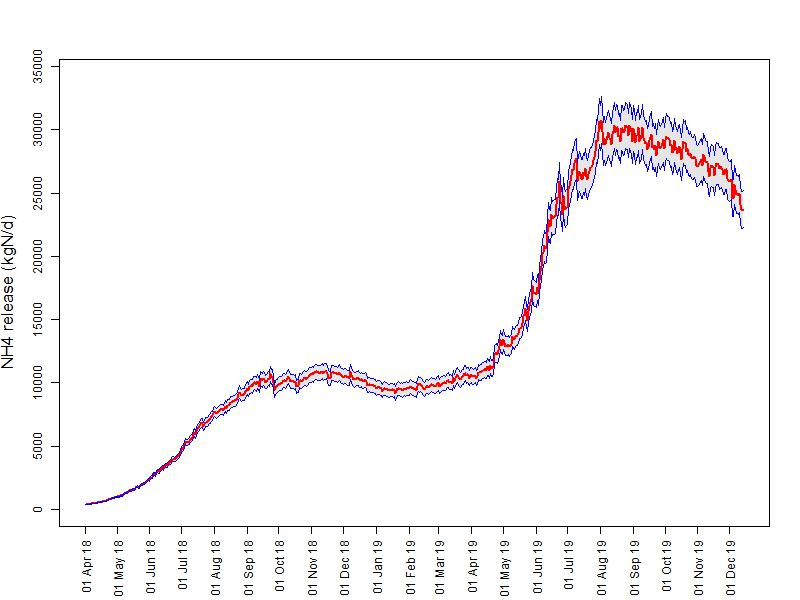 NH4 release (kgN/d)
35000
30000
25000
20000
15000
10000
5000
0
01 Apr 18
01 May 18
01 Jun 18
01 Jul 18
01 Aug 18
01 Sep 18
01 Oct 18
01 Nov 18
01 Dec 18
01 Jan 19
01 Feb 19
01 Mar 19
01 Apr 19
01 May 19
01 Jun 19
01 Jul 19
01 Aug 19
01 Sep 19
01 Oct 19
01 Nov 19
01 Dec 19